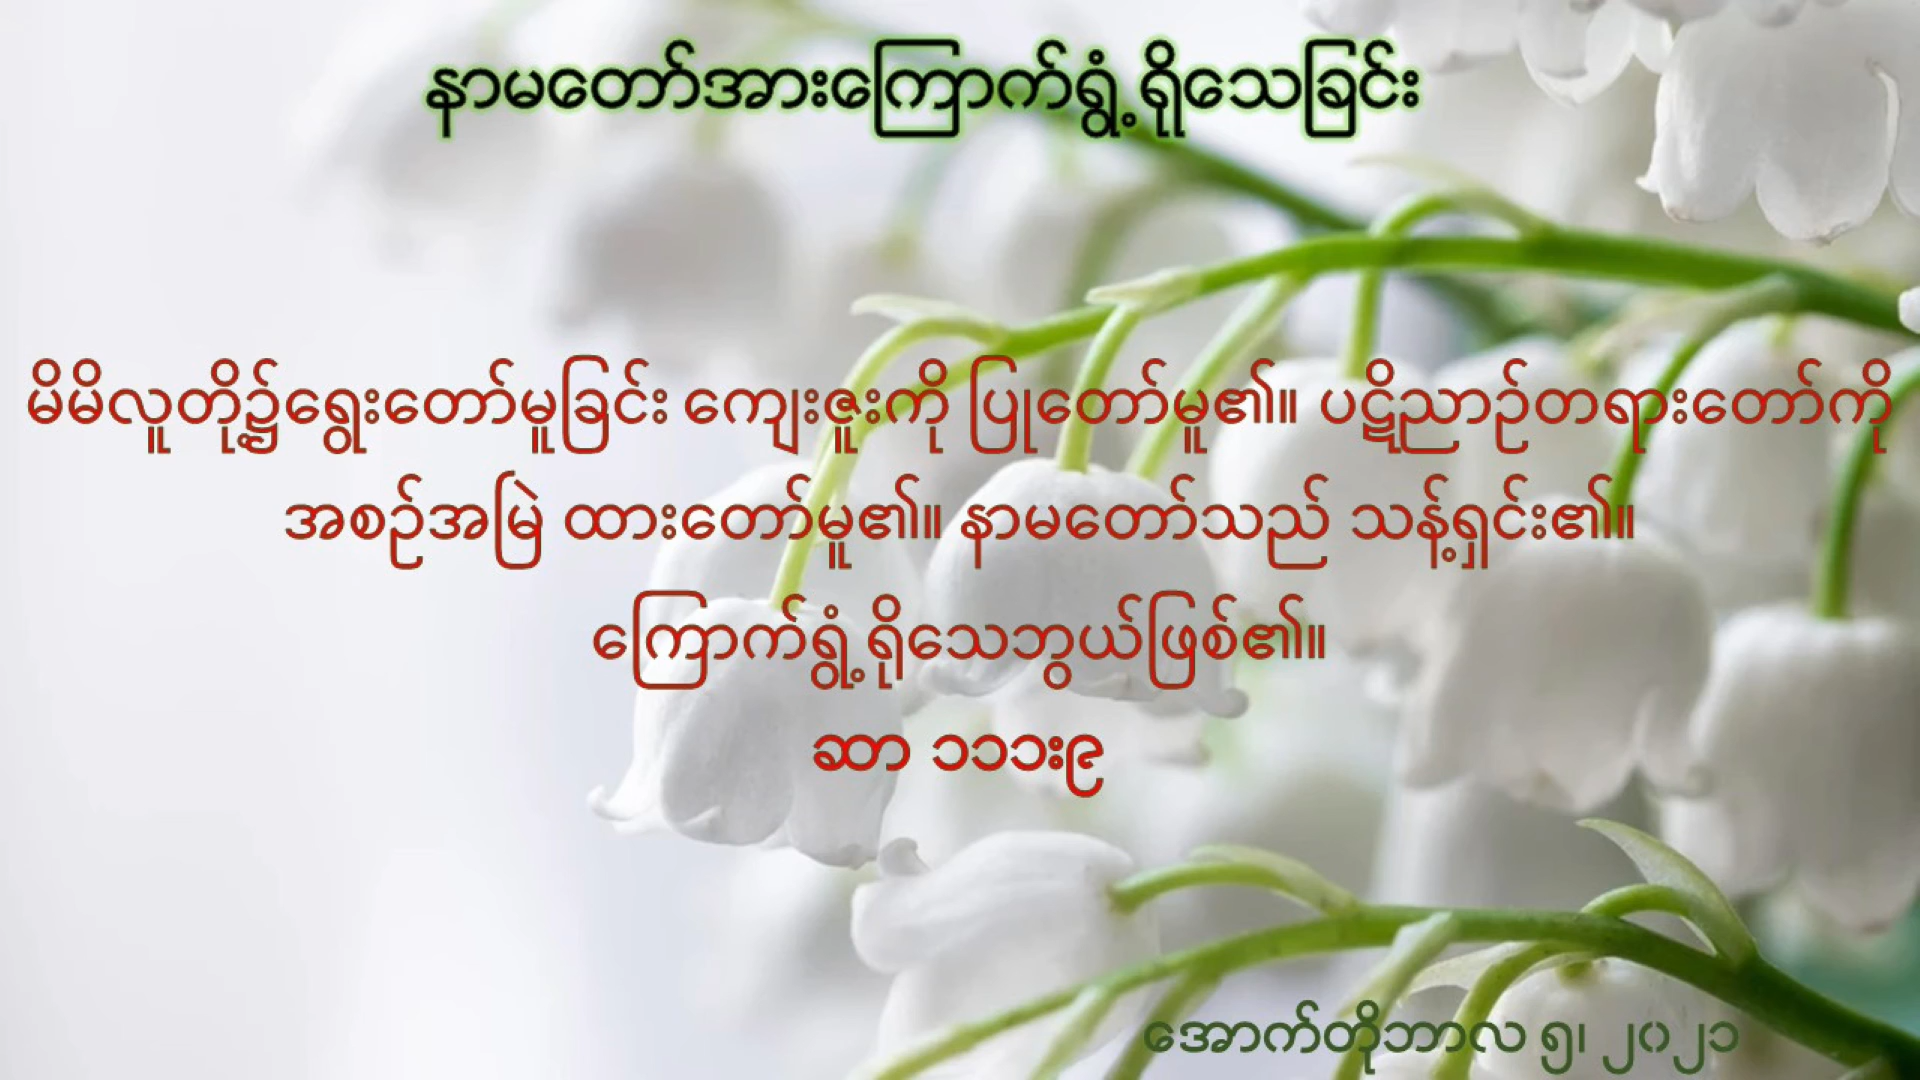 နာမတော်အားကြောက်ရွံ့ရိုသေခြင်း
မိမိလူတို့၌ရွေးတော်မူခြင်း ကျေးဇူးကို ပြုတော်မူ၏။ ပဋိညာဉ်တရားတော်ကို
အစဉ်အမြဲ ထားတော်မူ၏။ နာမတော်သည် သန့်ရှင်း၏။
ကြောက်ရွံ့ရိုသေဘွယ်ဖြစ်၏။
ဆာ ၁၁၁း၉
အောက်တိုဘာလ ၅၊ ၂၀၂၁